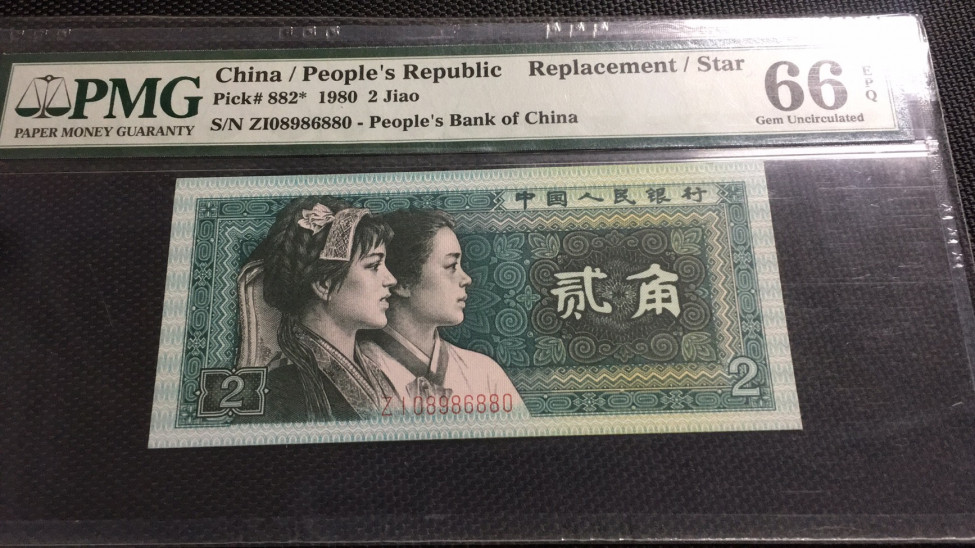 PMG
PAPER MONEY GUARANTY
China / People's Republic Replacement / Star
Pick# 882* 1980 2 Jiao
S/N ZI08986880 - People's Bank of China
66 EPQ
Gem Uncirculated
中国人民银行
贰角
2
2
ZI08986880